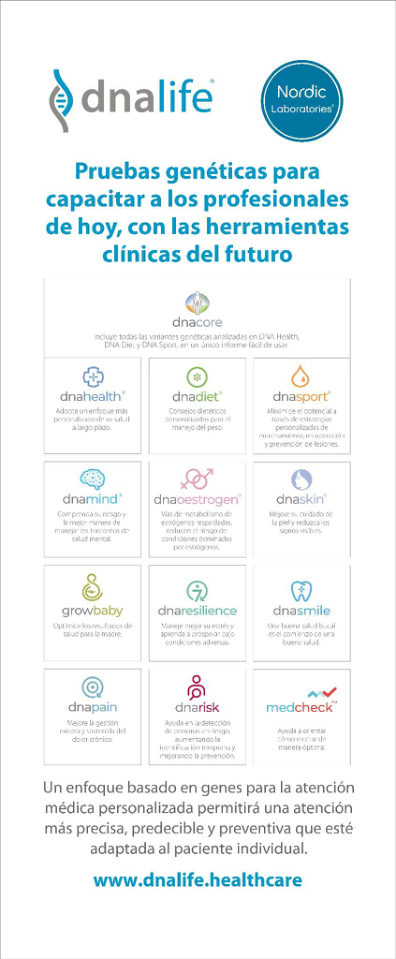 dnalife®
Nordic
Laboratories®
Pruebas genéticas para
capacitar a los profesionales
de hoy, con las herramientas
clínicas del futuro
dnacore
Incluye todas las variantes genéticas analizadas en DNA Health,
DNA Diet y DNA Sport, en un único informe fácil de usar.
dnahealth®
Adopte un enfoque más
personalizado de su salud
a largo plazo.
dnadiet®
Consejos dietéticos
personalizados para el
manejo del peso.
dnasport®
Maximice el potencial a
través de estrategias
personalizadas de
entrenamiento, recuperación
y prevención de lesiones.
dnamind®
Comprenda su riesgo y
la mejor manera de
manejar los trastornos de
salud mental.
dnaoestrogen®
Vías de metabolismo de
estrógenos respaldadas,
reducen el riesgo de
condiciones dominadas
por estrógenos.
dnaskin®
Mejore su cuidado, de
la piel y reduzca los
signos visibles.
growbaby
Optimice los resultados de
salud para la madre.
dnaresilience
Maneje mejor su estrés y
aprenda a prosperar bajo
condiciones adversas.
dnasmile
Una buena salud bucal
es el comienzo de una
buena salud.
dnapain
Mejore la gestión
exitosa y sostenida del
dolor crónico.
dnarisk
Ayuda en la detección
de personas en riesgo,
aumentando la
identificación temprana y
mejorando la prevención.
medcheck™
Ayuda a orientar
cómo recetar de
manera óptima.
Un enfoque basado en genes para la atención
médica personalizada permitirá una atención
más precisa, predecible y preventiva que esté
adaptada al paciente individual.
www.dnalife.healthcare